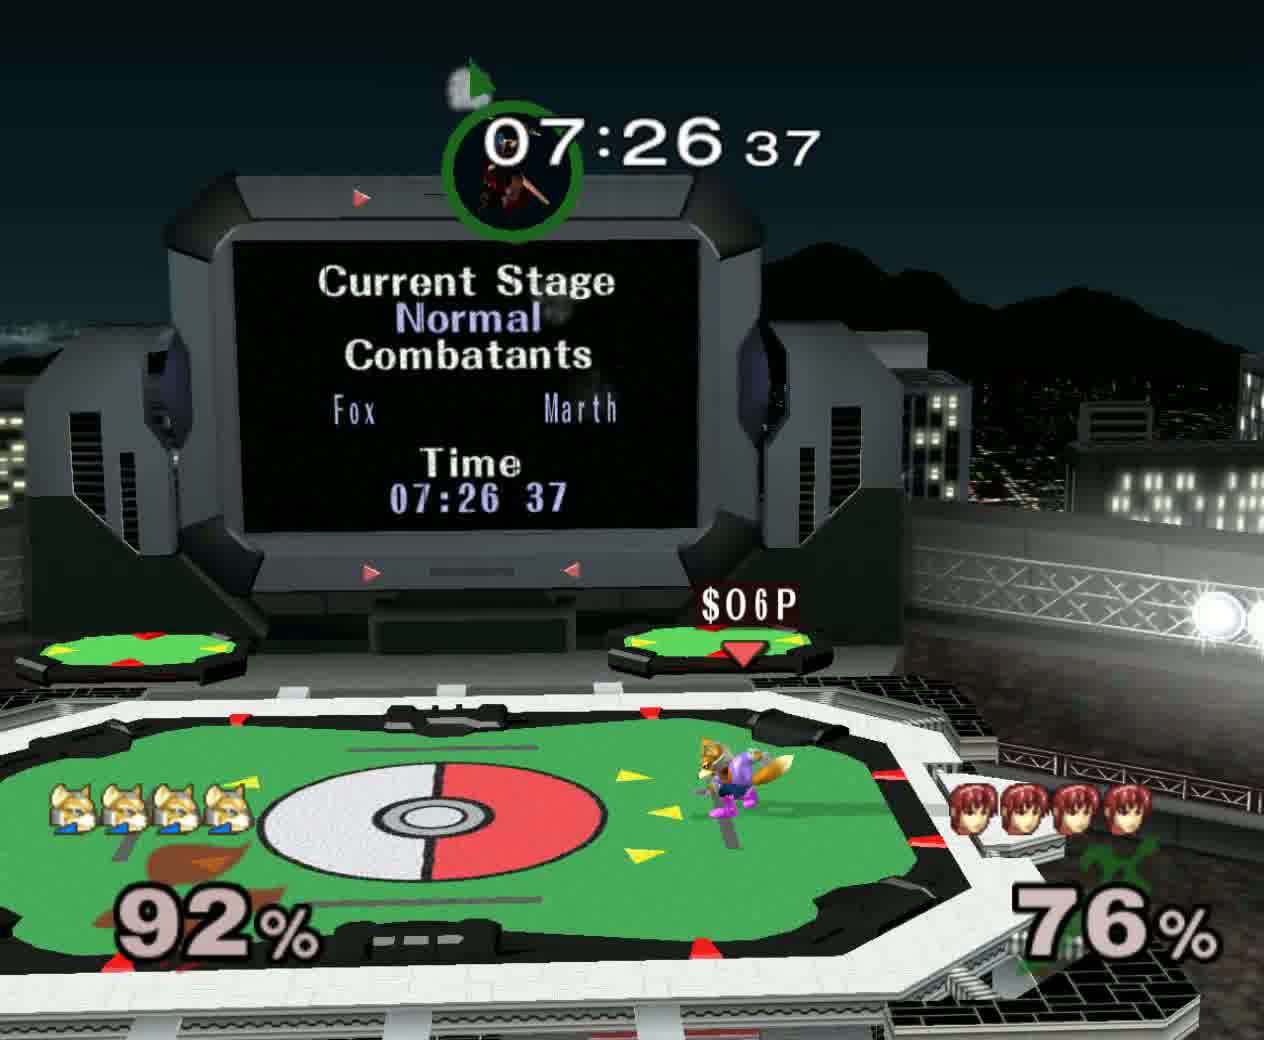 07:26 37
Current Stage
Normal
Combatants
Fox Marth
Time
07:26 37
$06P
92%
76%